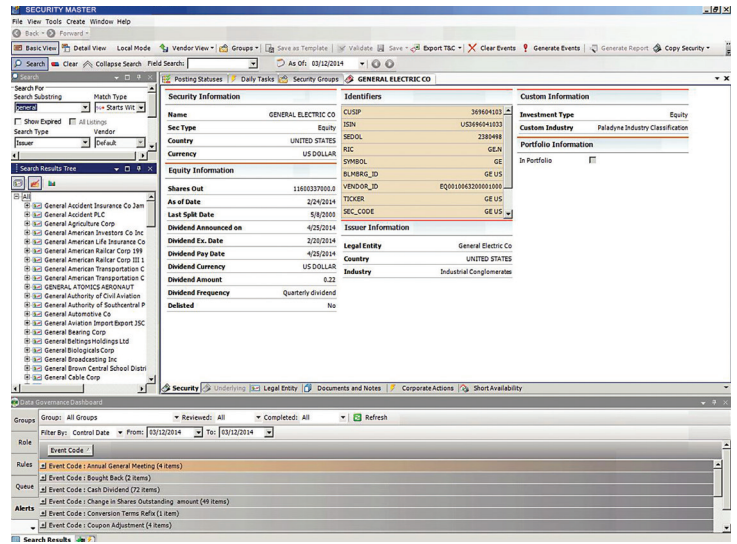 SECURITY MASTER
File View Tools Create Window Help
Back Forward
Basic View Detail View Local Mode Vendor View Groups Save as Template Validate Save Export T&C Clear Events Generate Events Generate Report Copy Security
Search Clear Collapse Search Field Search: As Of: 03/12/2014
Search
Search For
Search Substring Match Type
general Starts Wit
Show Expired All Listings
Search Type Vendor
Issuer Default
Search Results Tree
All
General Accident Insurance Co Jam
General Accident PLC
General Agriculture Corp
General American Investors Co Inc
General American Life Insurance Co
General American Railcar Corp 199
General American Railcar Corp III 1
General American Transportation C
General American Transportation C
GENERAL ATOMICS AERONAUT
General Authority of Civil Aviation
General Authority of Southcentral P
General Automotive Co
General Aviation Import Export JSC
General Bearing Corp
General Beltings Holdings Ltd
General Biologicals Corp
General Broadcasting Inc
General Brown Central School Distri
General Cable Corp
Posting Statuses Daily Tasks Security Groups GENERAL ELECTRIC CO
Security Information
Name GENERAL ELECTRIC CO
Sec Type Equity
Country UNITED STATES
Currency US DOLLAR
Equity Information
Shares Out 11600337000.0
As of Date 2/24/2014
Last Split Date 5/8/2000
Dividend Announced on 4/25/2014
Dividend Ex. Date 2/20/2014
Dividend Pay Date 4/25/2014
Dividend Currency US DOLLAR
Dividend Amount 0.22
Dividend Frequency Quarterly dividend
Delisted No
Identifiers
CUSIP 369604103
ISIN US3696041033
SEDOL 2380498
RIC GE.N
SYMBOL GE
BLMBRG_ID GE US
VENDOR_ID EQ0010063200001000
TICKER GE US
SEC_CODE GE US
Issuer Information
Legal Entity General Electric Co
Country UNITED STATES
Industry Industrial Conglomerates
Custom Information
Investment Type Equity
Custom Industry Paladyne Industry Classification
Portfolio Information
In Portfolio
Security Underlying Legal Entity Documents and Notes Corporate Actions Short Availability
Data Governance Dashboard
Groups
Role
Rules
Queue
Alerts
Group: All Groups Reviewed: All Completed: All Refresh
Filter By: Control Date From: 03/12/2014 To: 03/12/2014
Event Code
Event Code : Annual General Meeting (4 items)
Event Code : Bought Back (2 items)
Event Code : Cash Dividend (72 items)
Event Code : Change in Shares Outstanding amount (49 items)
Event Code : Conversion Terms Refix (1 item)
Event Code : Coupon Adjustment (4 items)
Search Results